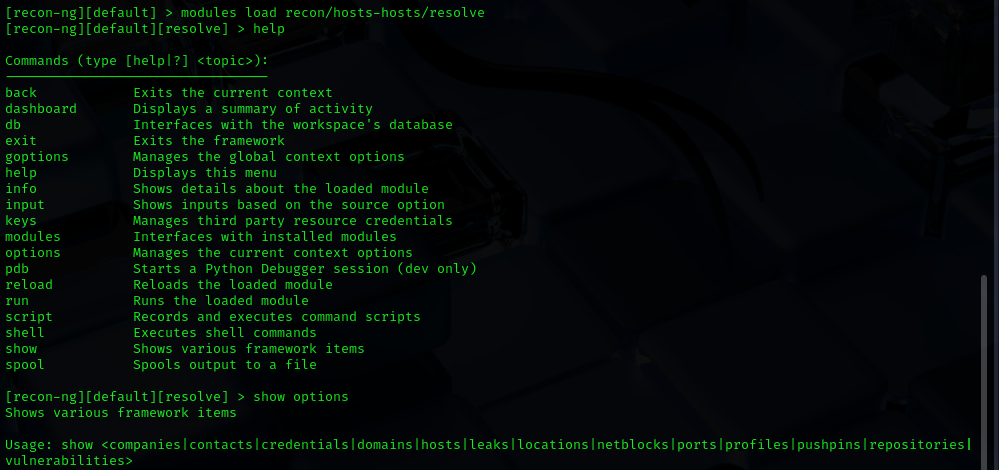 [recon-ng][default] > modules load recon/hosts-hosts/resolve
[recon-ng][default][resolve] > help
Commands (type [help|?] <topic>):
---------------------------------
back            Exits the current context
dashboard       Displays a summary of activity
db              Interfaces with the workspace's database
exit            Exits the framework
goptions        Manages the global context options
help            Displays this menu
info            Shows details about the loaded module
input           Shows inputs based on the source option
keys            Manages third party resource credentials
modules         Interfaces with installed modules
options         Manages the current context options
pdb             Starts a Python Debugger session (dev only)
reload          Reloads the loaded module
run             Runs the loaded module
script          Records and executes command scripts
shell           Executes shell commands
show            Shows various framework items
spool           Spools output to a file
[recon-ng][default][resolve] > show options
Shows various framework items
Usage: show <companies|contacts|credentials|domains|hosts|leaks|locations|netblocks|ports|profiles|pushpins|repositories|
vulnerabilities>